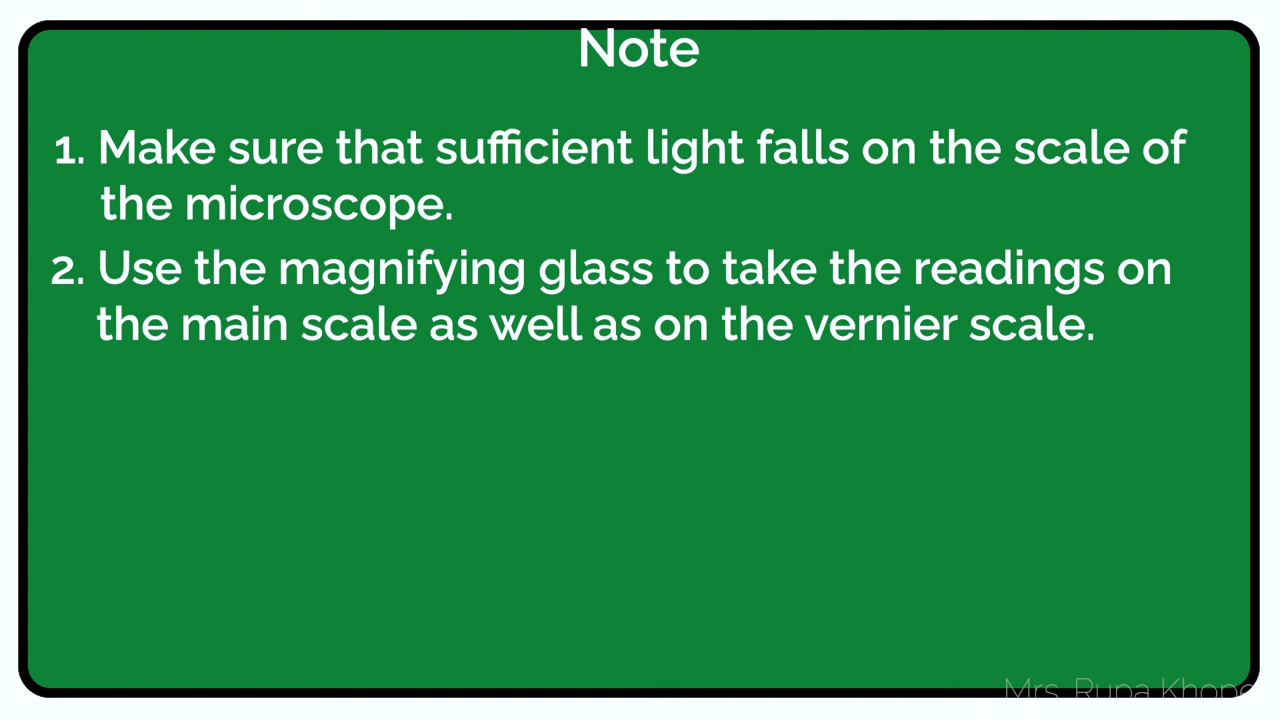 Note
1. Make sure that sufficient light falls on the scale of
the microscope.
2. Use the magnifying glass to take the readings on
the main scale as well as on the vernier scale.
Mrs. Rupa